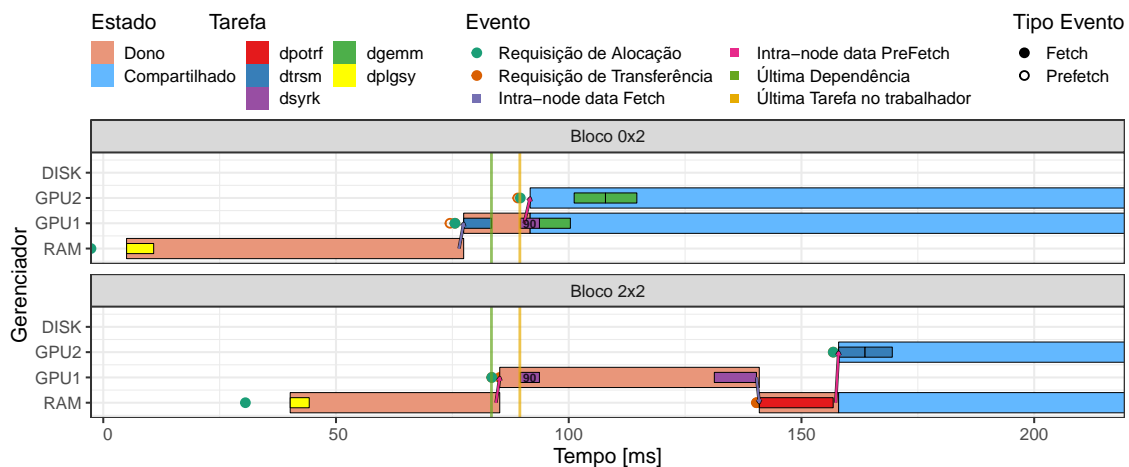 Estado Tarefa Evento Tipo Evento
Dono dpotrf dgemm Requisição de Alocação Intra−node data PreFetch Fetch
Compartilhado dtrsm dplgsy Requisição de Transferência Última Dependência Prefetch
dsyrk Intra−node data Fetch Última Tarefa no trabalhador
Bloco 0x2
DISK
GPU2
GPU1 90
RAM
Bloco 2x2
DISK
GPU2
GPU1 90
RAM
Gerenciador
0 50 100 150 200
Tempo [ms]